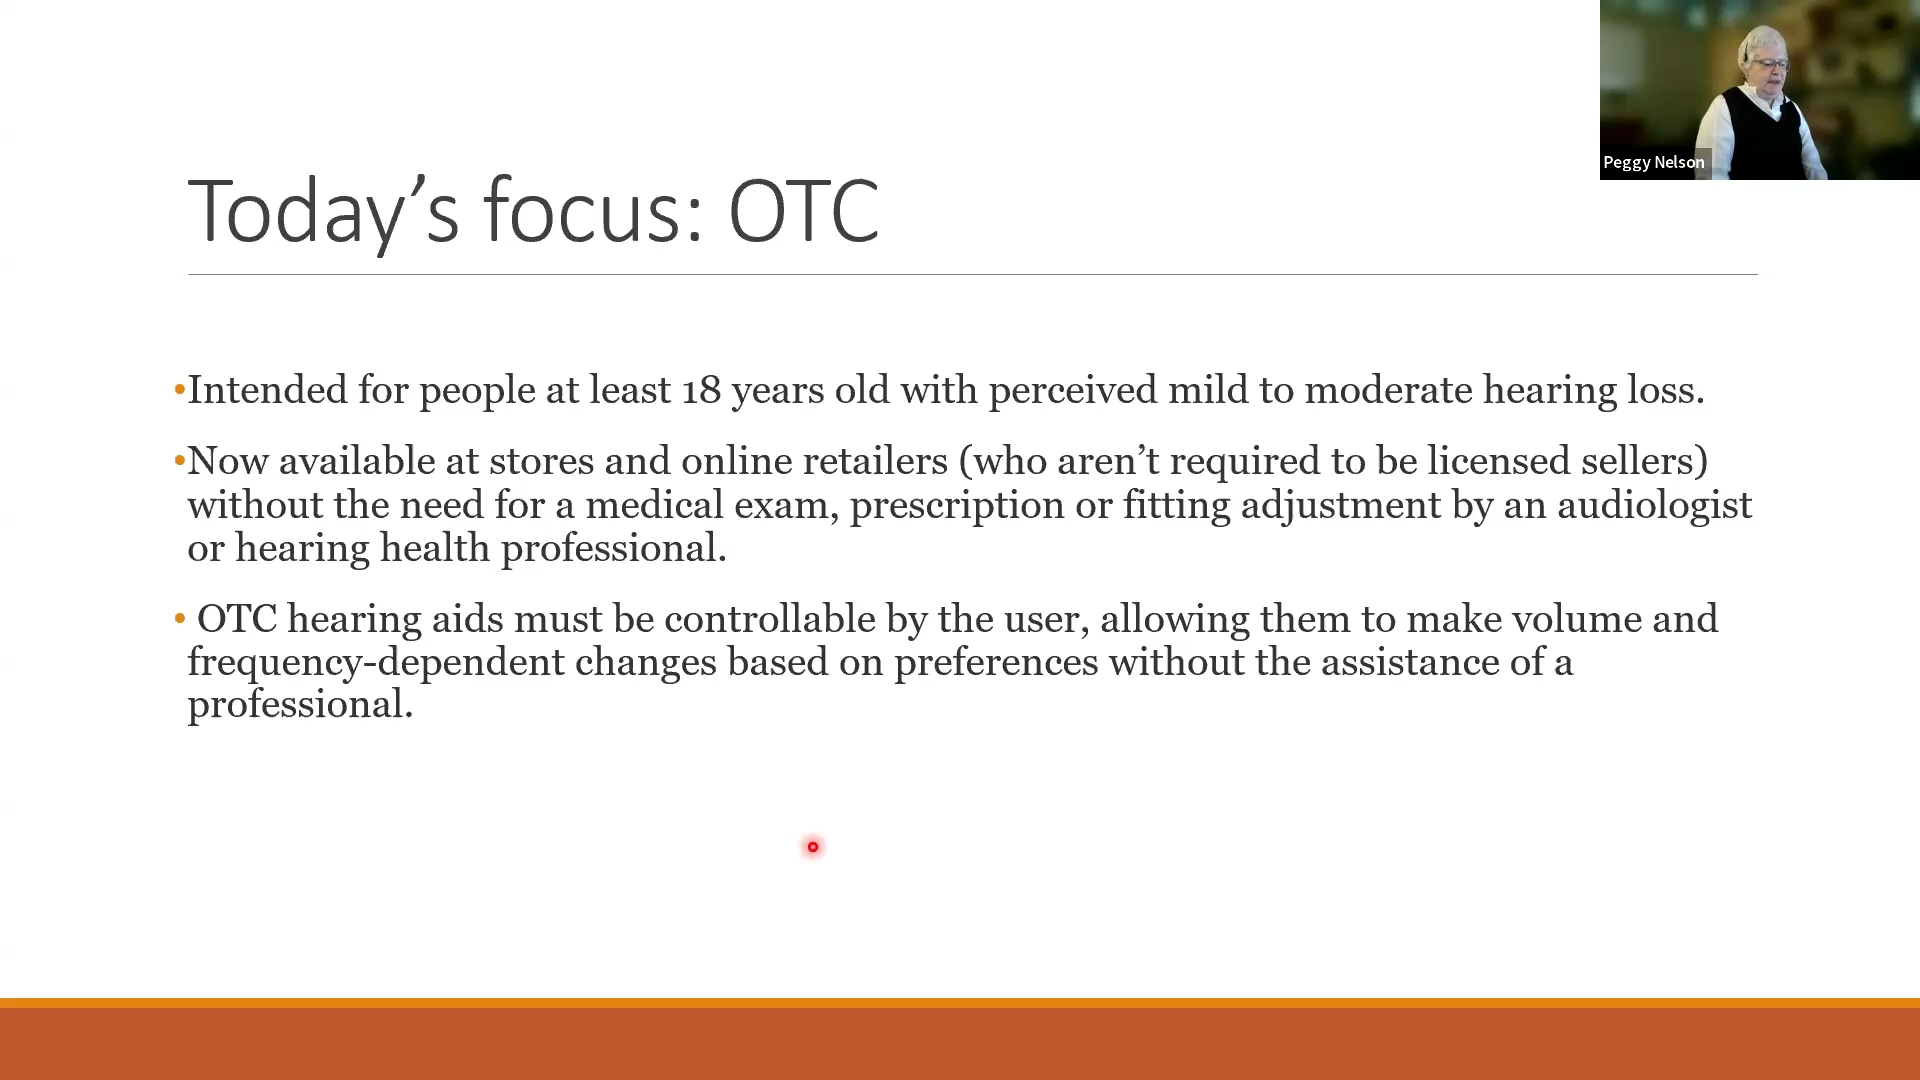 Peggy Nelson
Today’s focus: OTC
•Intended for people at least 18 years old with perceived mild to moderate hearing loss.
•Now available at stores and online retailers (who aren’t required to be licensed sellers)
without the need for a medical exam, prescription or fitting adjustment by an audiologist
or hearing health professional.
• OTC hearing aids must be controllable by the user, allowing them to make volume and
frequency-dependent changes based on preferences without the assistance of a
professional.